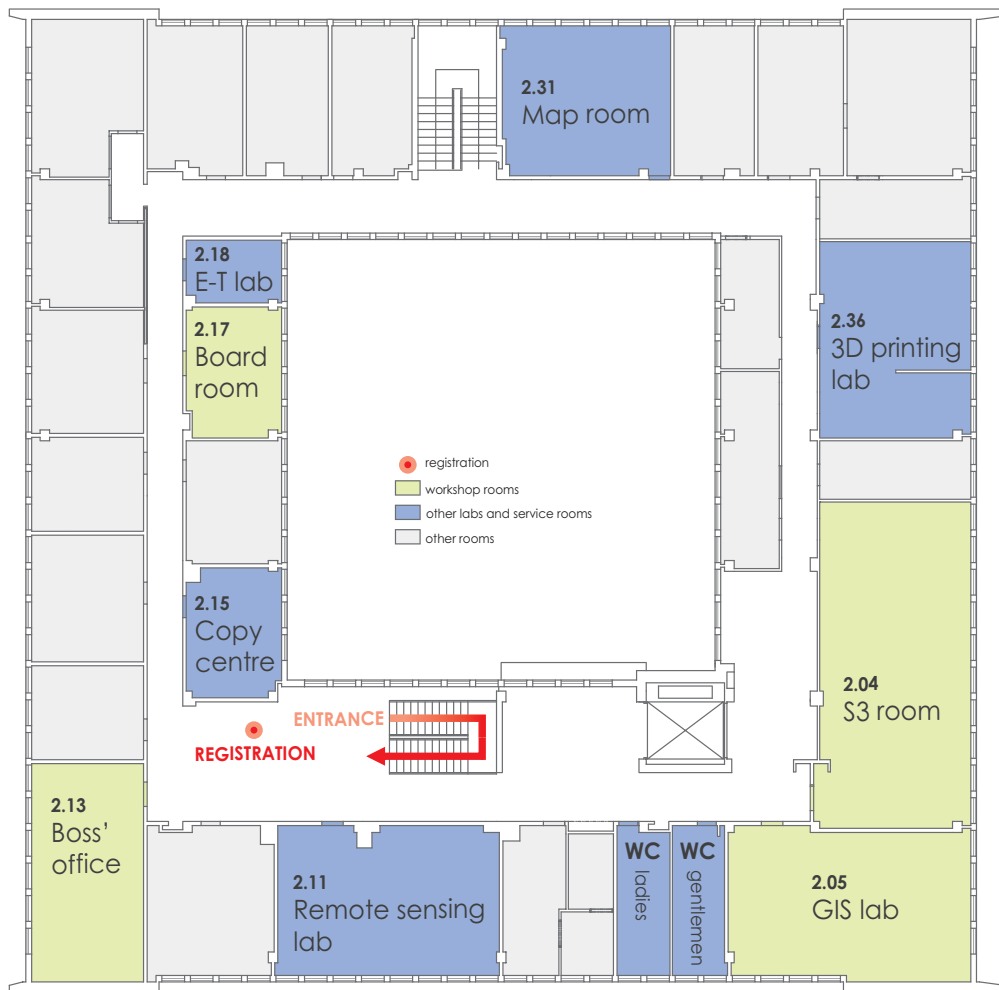 2.31
Map room
2.18
E-T lab
2.17
Board
room
2.36
3D printing
lab
registration
workshop rooms
other labs and service rooms
other rooms
2.15
Copy
centre
2.04
S3 room
ENTRANCE
REGISTRATION
2.13
Boss'
office
2.11
Remote sensing
lab
WC
ladies
WC
gentlemen
2.05
GIS lab